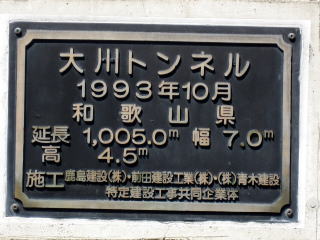 大川トンネル
1993年10月
和歌山県
延長 1,005.0m 幅 7.0m
高 4.5m
施工 鹿島建設(株)・前田建設工業(株)・(株)青木建設
特定建設工事共同企業体